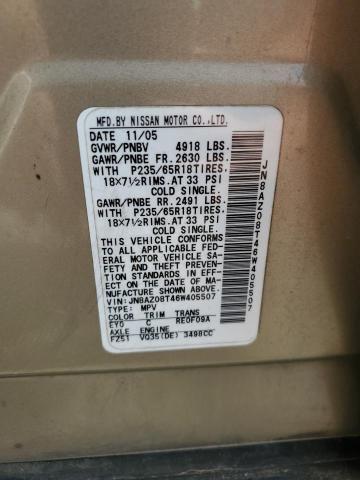 MFD.BY NISSAN MOTOR CO.,LTD.
DATE 11/05
GVWR/PNBV 4918 LBS.
GAWR/PNBE FR. 2630 LBS.
WITH P235/65R18TIRES.
18X7½RIMS.AT 33 PSI
COLD SINGLE.
GAWR/PNBE RR. 2491 LBS.
WITH P235/65R18TIRES.
18X7½RIMS.AT 33 PSI
COLD SINGLE.
THIS VEHICLE CONFORMS
TO ALL APPLICABLE FED-
ERAL MOTOR VEHICLE SA-
FETY AND THEFT PREVEN-
TION STANDARDS IN EFF-
ECT ON THE DATE OF MA-
NUFACTURE SHOWN ABOVE.
VIN: JN8AZ08T46W405507
TYPE: MPV
COLOR TRIM TRANS
EY0 C RE0F09A
AXLE ENGINE
FZ51 VQ35(DE) 3498CC
JN8AZ08T46W405507